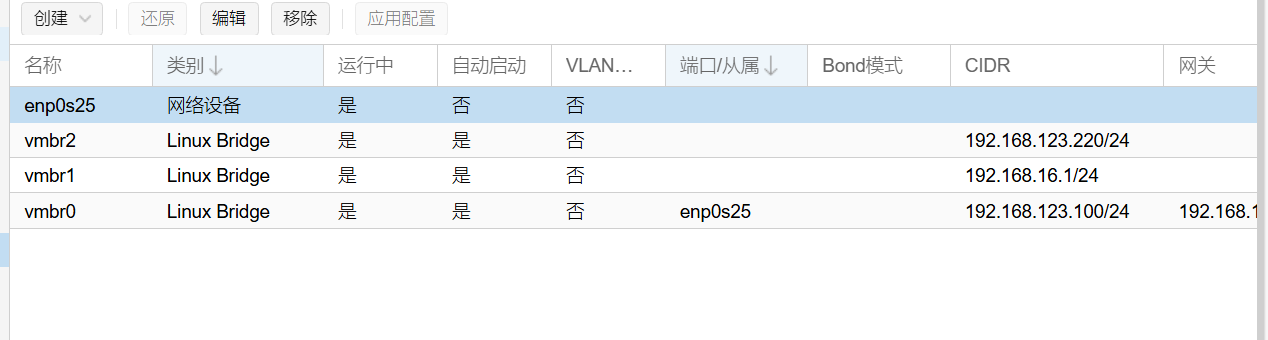 创建 还原 编辑 移除 应用配置
名称 类别 运行中 自动启动 VLAN... 端口/从属 Bond模式 CIDR 网关
enp0s25 网络设备 是 否 否
vmbr2 Linux Bridge 是 是 否 192.168.123.220/24
vmbr1 Linux Bridge 是 是 否 192.168.16.1/24
vmbr0 Linux Bridge 是 是 否 enp0s25 192.168.123.100/24 192.168.1